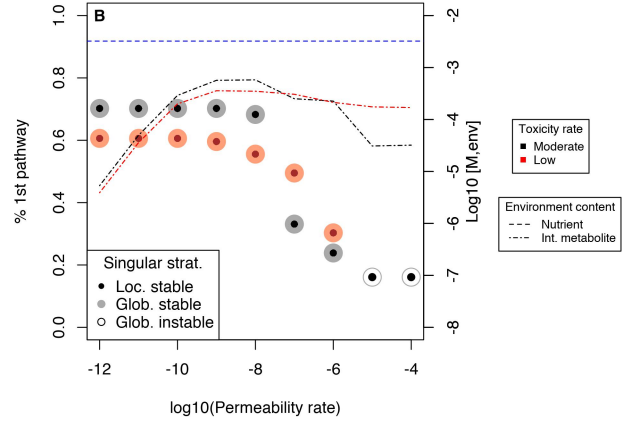 B
1.0
0.8
0.6
0.4
0.2
0.0
% 1st pathway
-2
-3
-4
-5
-6
-7
-8
Log10 [M,env]
Singular strat.
Loc. stable
Glob. stable
Glob. instable
-12
-10
-8
-6
-4
log10(Permeability rate)
Toxicity rate
Moderate
Low
Environment content
Nutrient
Int. metabolite